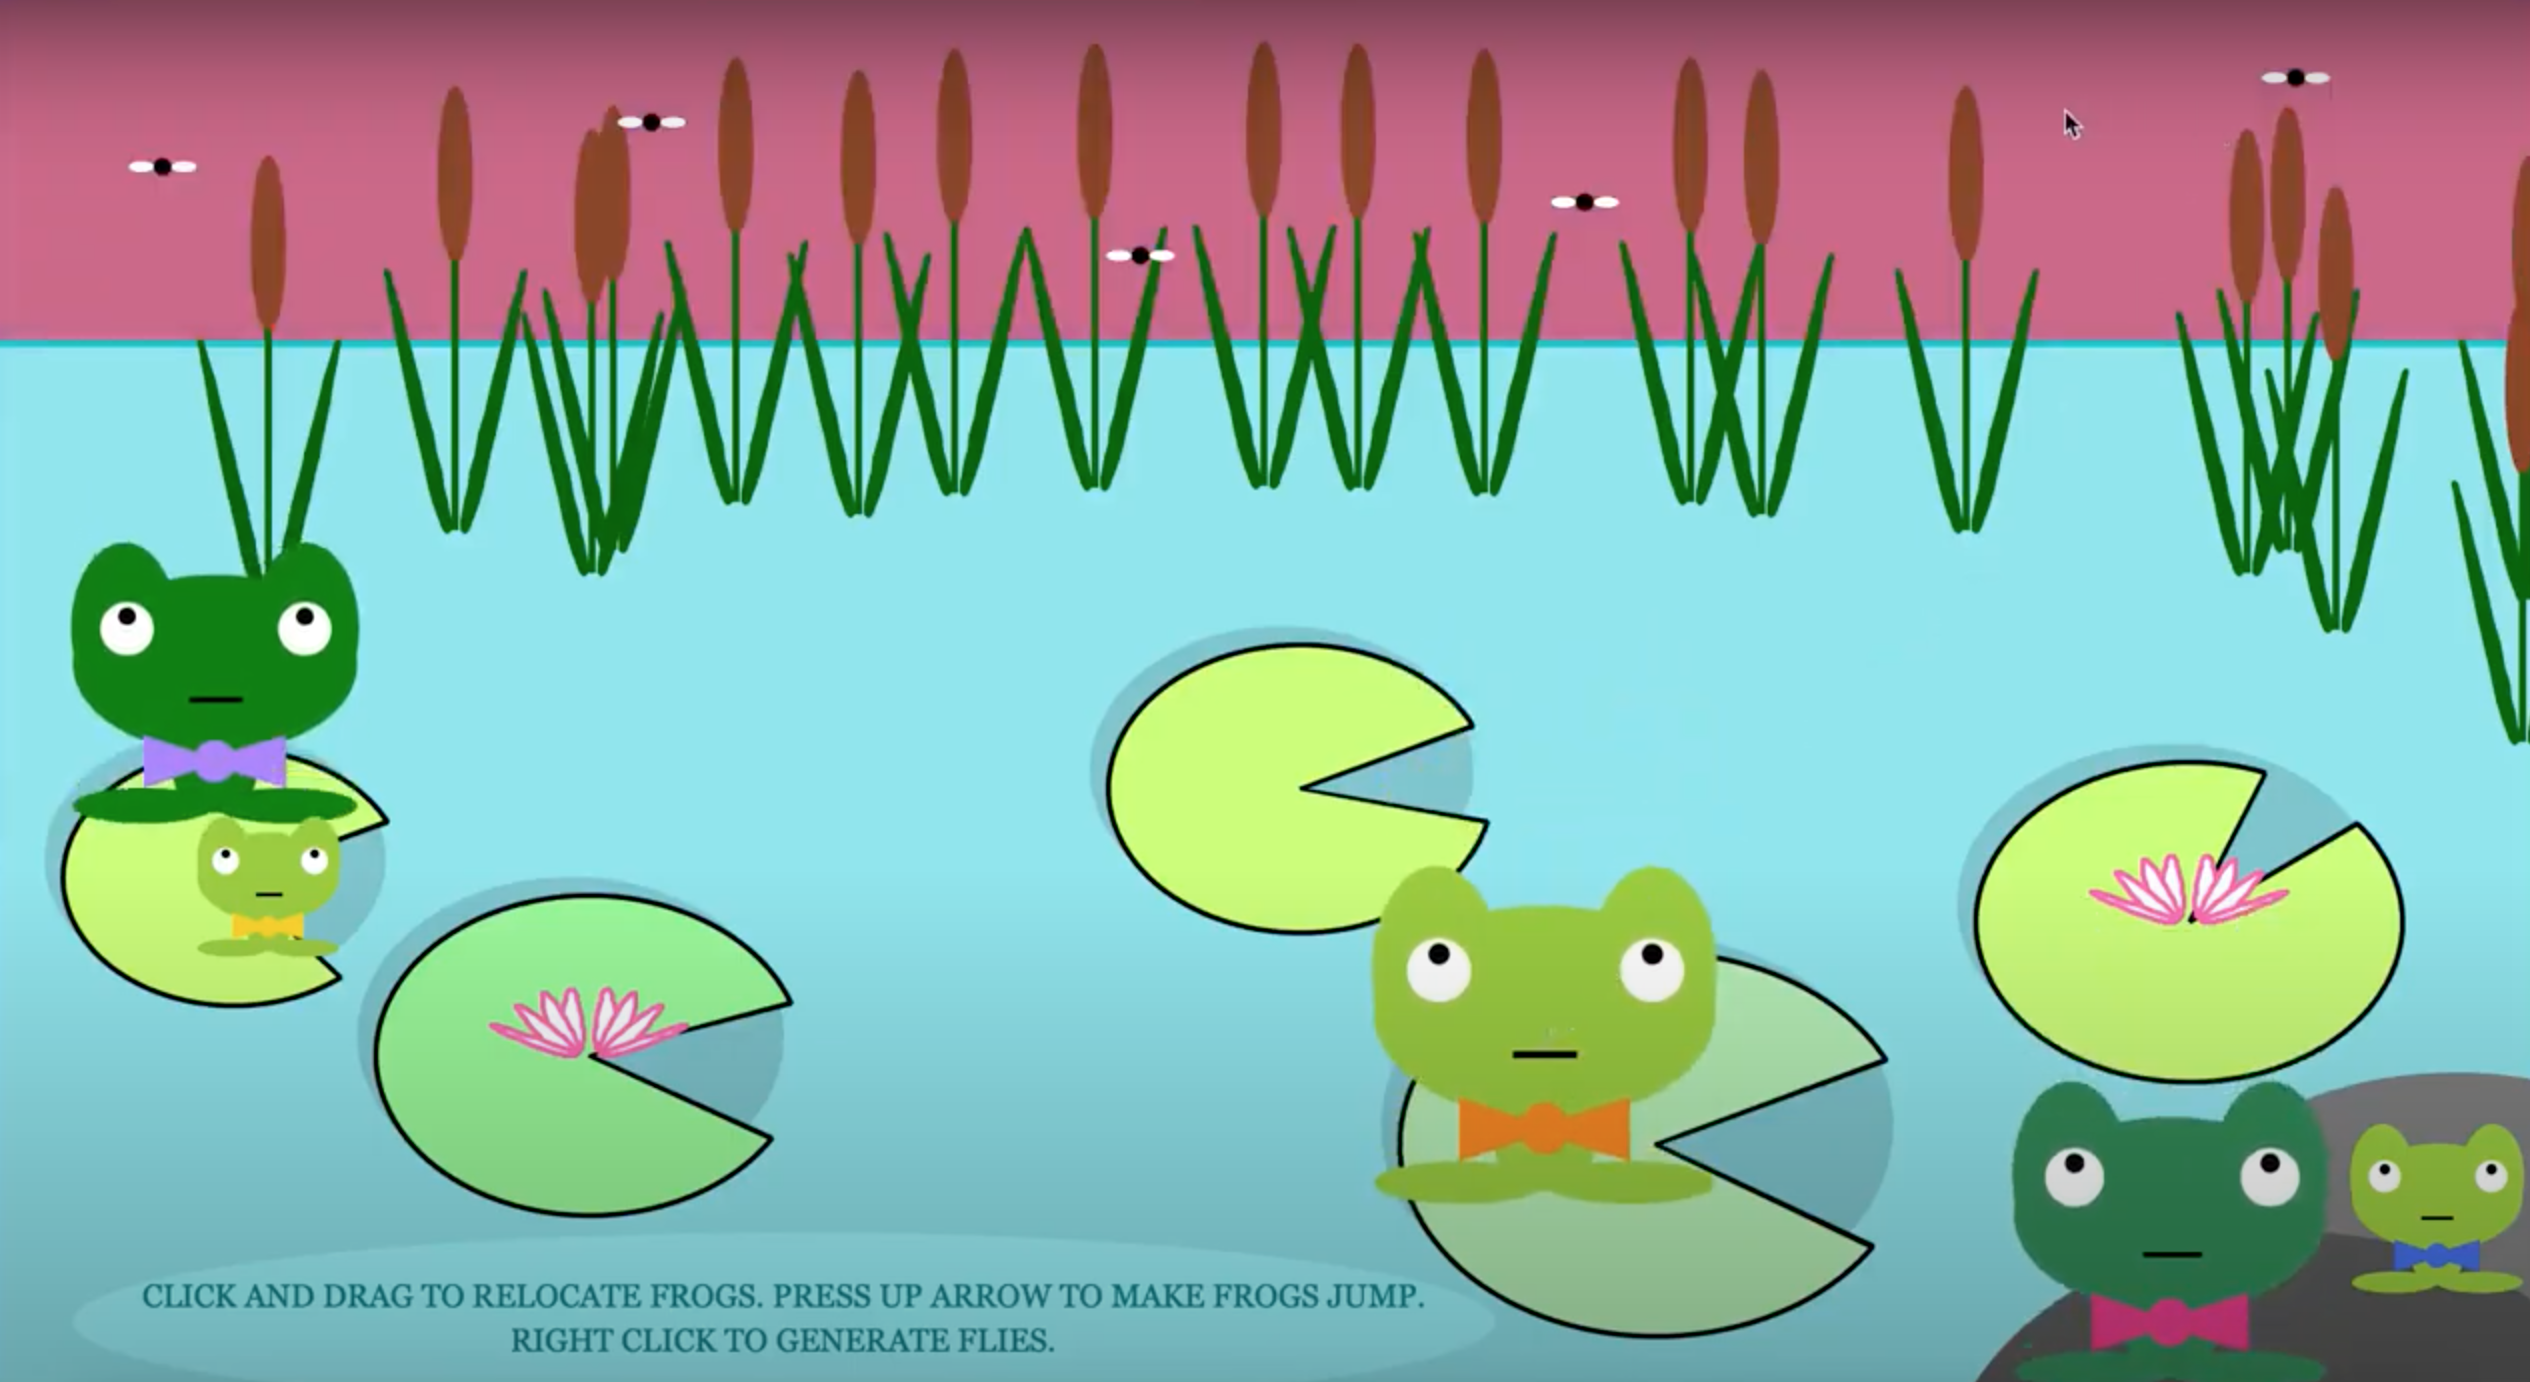 CLICK AND DRAG TO RELOCATE FROGS. PRESS UP ARROW TO MAKE FROGS JUMP.
RIGHT CLICK TO GENERATE FLIES.